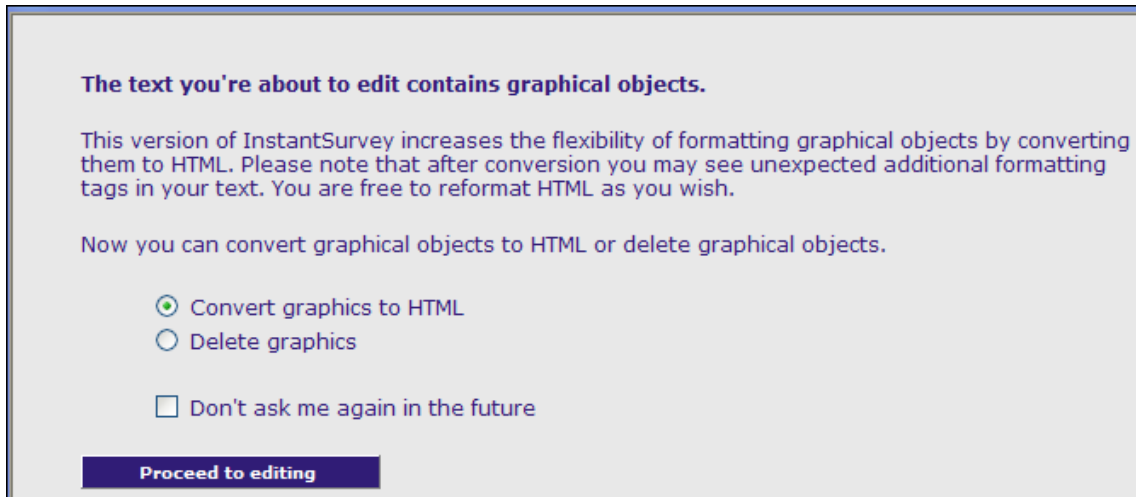 The text you're about to edit contains graphical objects.
This version of InstantSurvey increases the flexibility of formatting graphical objects by converting
them to HTML. Please note that after conversion you may see unexpected additional formatting
tags in your text. You are free to reformat HTML as you wish.
Now you can convert graphical objects to HTML or delete graphical objects.
Convert graphics to HTML
Delete graphics
Don't ask me again in the future
Proceed to editing